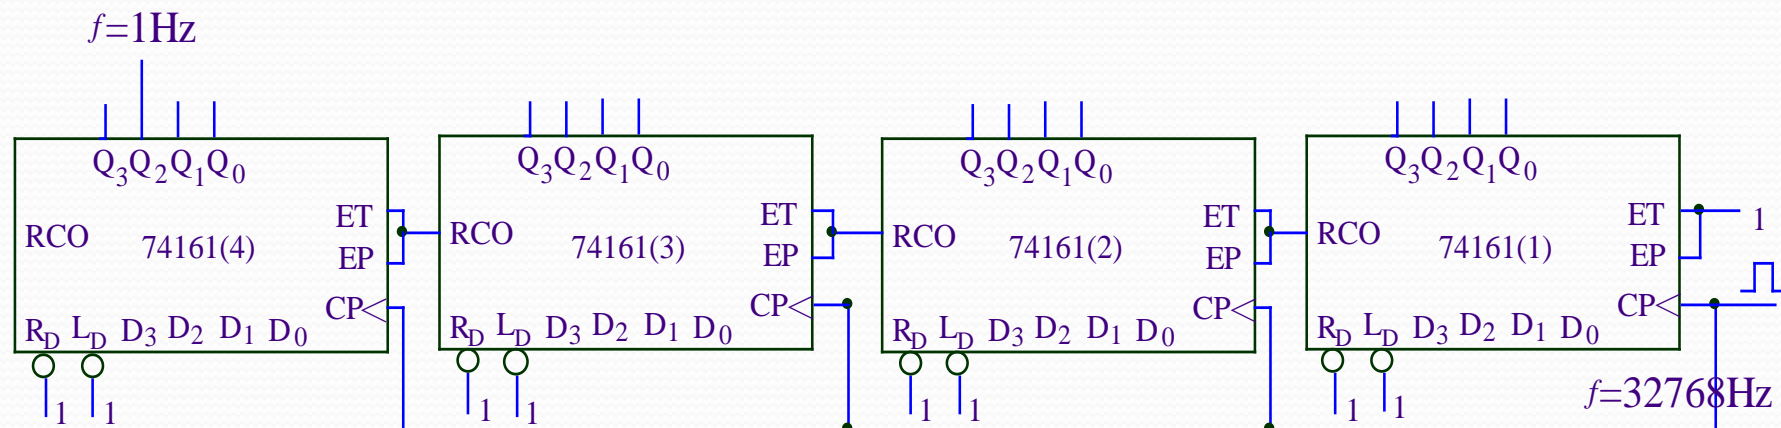 f=1Hz
Q3Q2Q1Q0 Q3Q2Q1Q0 Q3Q2Q1Q0 Q3Q2Q1Q0
ET ET ET ET 1
RCO 74161(4) RCO 74161(3) RCO 74161(2) RCO 74161(1)
EP EP EP EP
CP CP CP CP
RD LD D3 D2 D1 D0 RD LD D3 D2 D1 D0 RD LD D3 D2 D1 D0 RD LD D3 D2 D1 D0
f=32768Hz
1 1 1 1 1 1 1 1